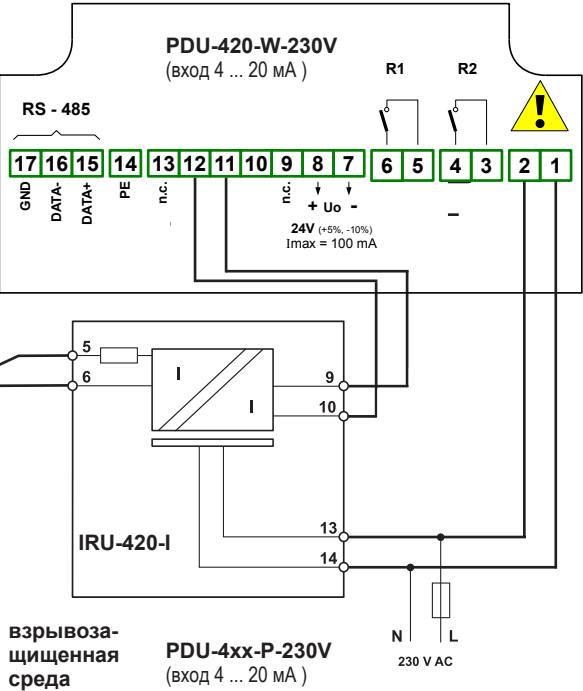 PDU-420-W-230V
(вход 4 ... 20 мА )
R1 R2
RS - 485
17 16 15 14 13 12 11 10 9 8 7 6 5 4 3 2 1
GND DATA- DATA+ PE n.c. n.c.
+ Uo -
24V (+5%, -10%)
Imax = 100 mA
5
6
I
I
9
10
IRU-420-I
13
14
N L
230 V AC
взрывоза-
щищенная
среда
PDU-4xx-P-230V
(вход 4 ... 20 мА )